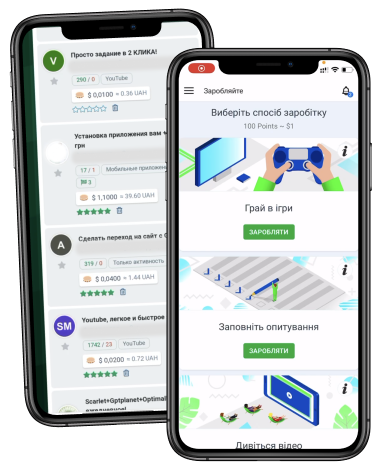 V
Просто задание в 2 КЛИКА!
290 / 0
YouTube
$ 0,0100 ≈ 0.36 UAH
Установка приложения вам
грн
17 / 1
Мобильные приложен
3
$ 1,1000 ≈ 39.60 UAH
A
Сделать переход на сайт с
319 / 0
Только активность
$ 0,0400 ≈ 1.44 UAH
SM
Youtube, легкое и быстрое
1742 / 23
YouTube
$ 0,0200 ≈ 0.72 UAH
Scarlet+Gptplanet+Optimal
Заробляйте
Виберіть спосіб заробітку
100 Points ~ $1
i
Грай в ігри
ЗАРОБЛЯТИ
i
Заповніть опитування
ЗАРОБЛЯТИ
i
Дивіться відео